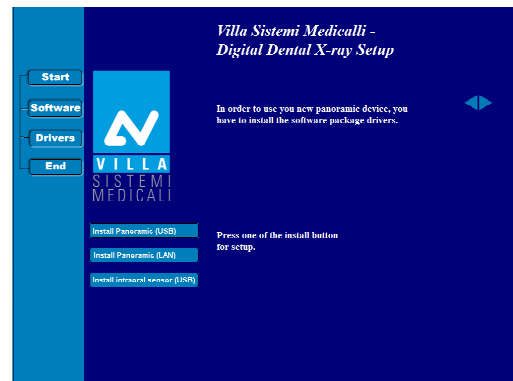 Villa Sistemi Medicalli -
Digital Dental X-ray Setup
Start
Software
Drivers
End
In order to use you new panoramic device, you
have to install the software package drivers.
VILLA
SISTEMI
MEDICALI
Install Panoramic (USB)
Install Panoramic (LAN)
Install intraoral sensor (USB)
Press one of the install button
for setup.